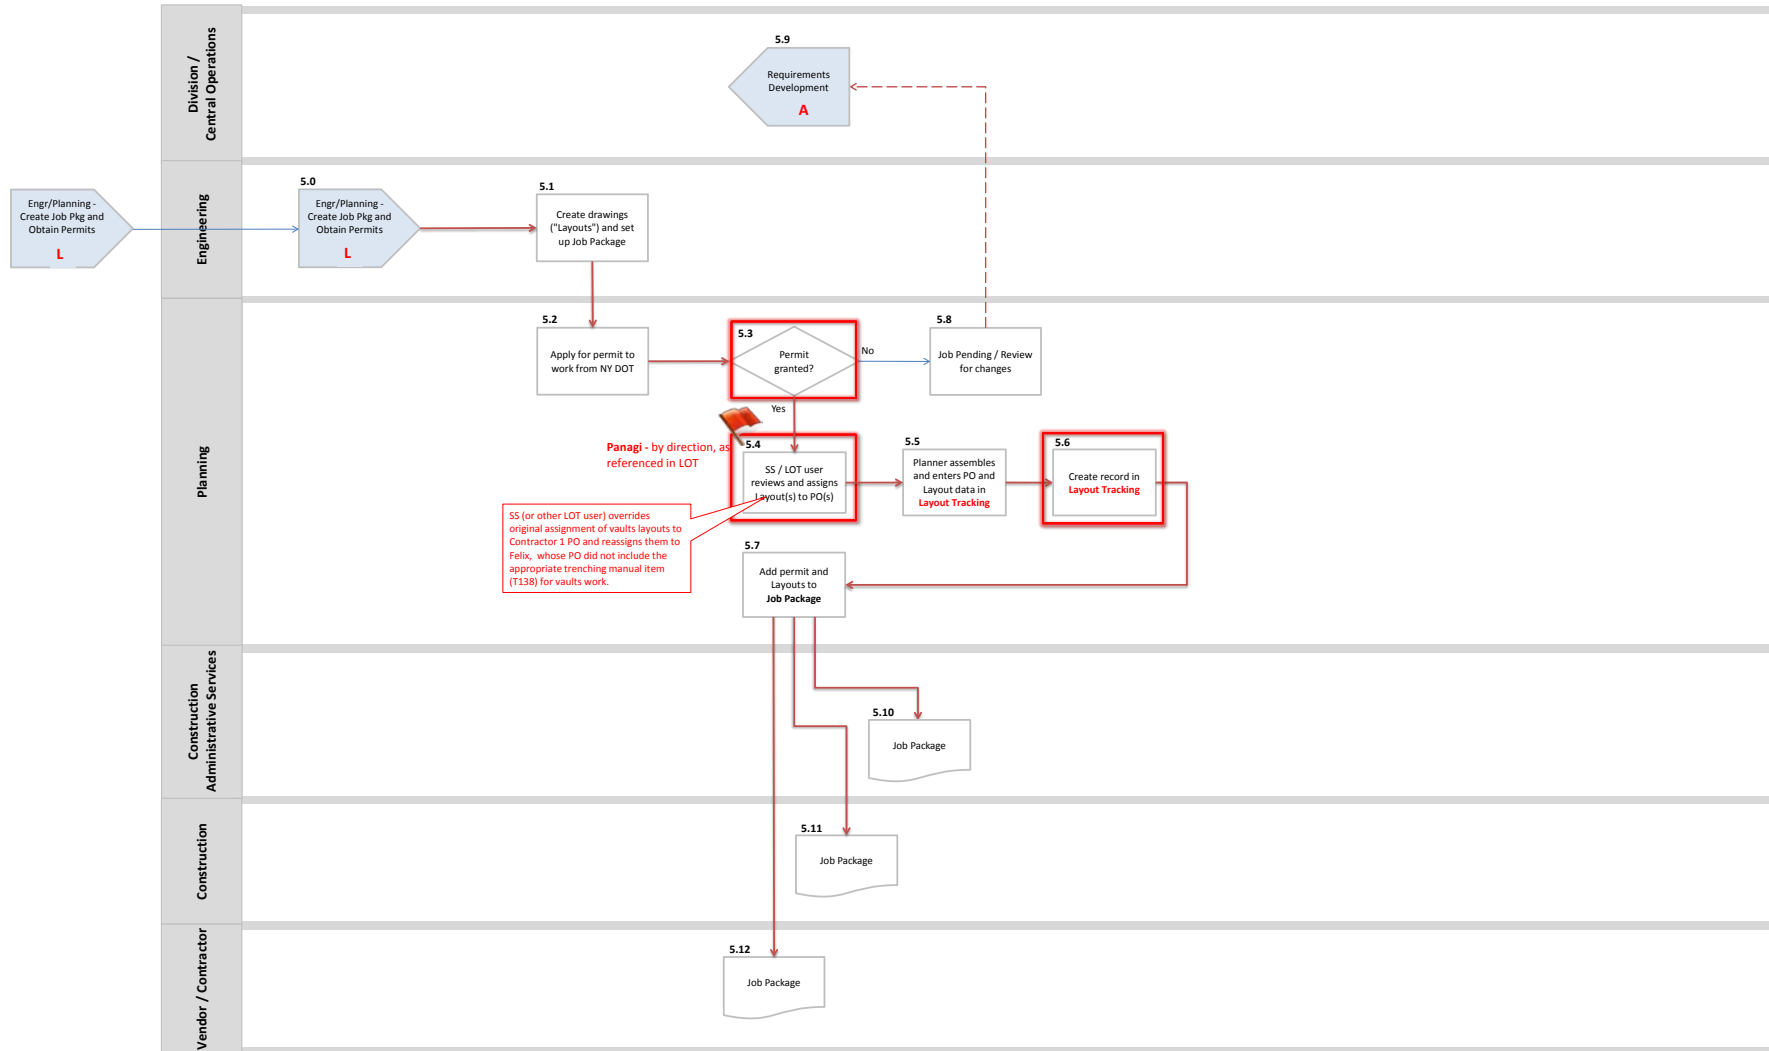 Division /
Central Operations
5.9
Requirements
Development
A
Engineering
Engr/Planning -
Create Job Pkg and
Obtain Permits
L
5.0
Engr/Planning -
Create Job Pkg and
Obtain Permits
L
5.1
Create drawings
("Layouts") and set
up Job Package
Planning
5.2
Apply for permit to
work from NY DOT
5.3
Permit
granted?
No
Yes
5.8
Job Pending / Review
for changes
Panagi - by direction, as
referenced in LOT
5.4
SS / LOT user
reviews and assigns
Layout(s) to PO(s)
5.5
Planner assembles
and enters PO and
Layout data in
Layout Tracking
5.6
Create record in
Layout Tracking
SS (or other LOT user) overrides
original assignment of vaults layouts to
Contractor 1 PO and reassigns them to
Felix, whose PO did not include the
appropriate trenching manual item
(T138) for vaults work.
5.7
Add permit and
Layouts to
Job Package
Construction
Administrative Services
5.10
Job Package
Construction
5.11
Job Package
Vendor / Contractor
5.12
Job Package